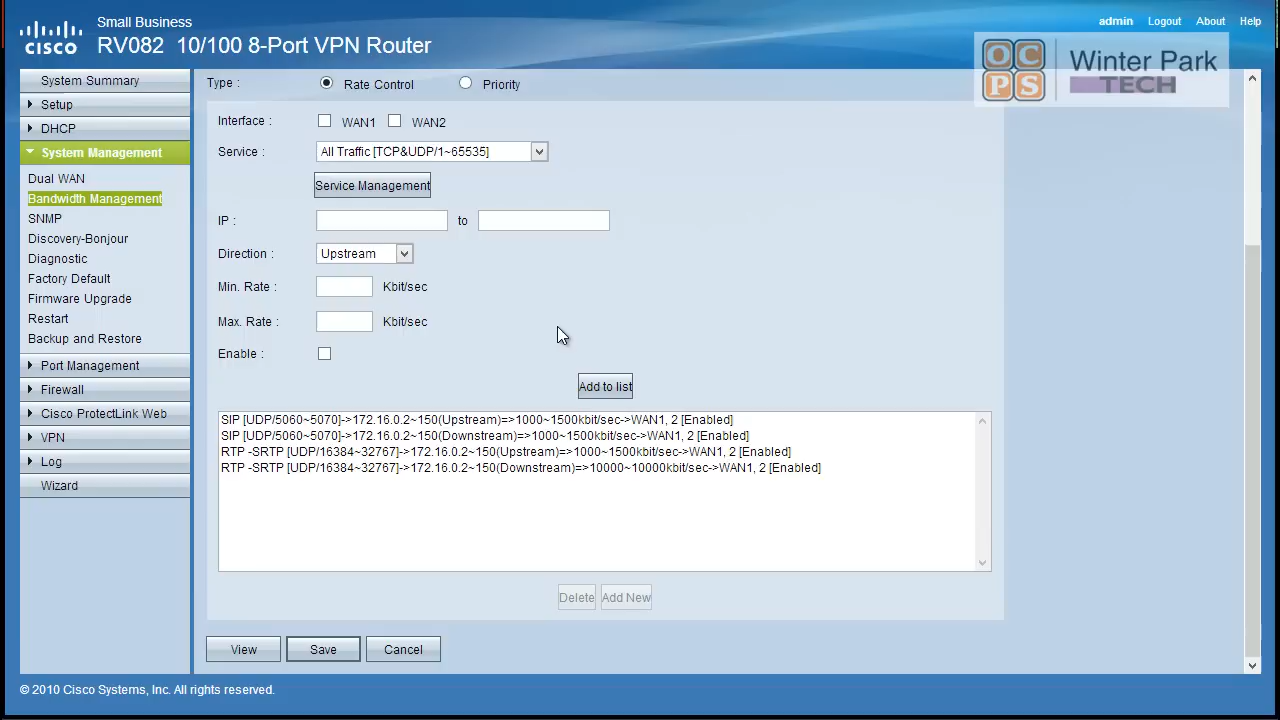 Small Business
CISCO
RV082 10/100 8-Port VPN Router
admin Logout About Help
OC
PS
Winter Park
TECH
System Summary
Setup
DHCP
System Management
Dual WAN
Bandwidth Management
SNMP
Discovery-Bonjour
Diagnostic
Factory Default
Firmware Upgrade
Restart
Backup and Restore
Port Management
Firewall
Cisco ProtectLink Web
VPN
Log
Wizard
Type : Rate Control Priority
Interface : WAN1 WAN2
Service : All Traffic [TCP&UDP/1~65535]
Service Management
IP : to
Direction : Upstream
Min. Rate : Kbit/sec
Max. Rate : Kbit/sec
Enable :
Add to list
SIP [UDP/5060~5070]->172.16.0.2~150(Upstream)=>1000~1500kbit/sec->WAN1, 2 [Enabled]
SIP [UDP/5060~5070]->172.16.0.2~150(Downstream)=>1000~1500kbit/sec->WAN1, 2 [Enabled]
RTP -SRTP [UDP/16384~32767]->172.16.0.2~150(Upstream)=>1000~1500kbit/sec->WAN1, 2 [Enabled]
RTP -SRTP [UDP/16384~32767]->172.16.0.2~150(Downstream)=>10000~10000kbit/sec->WAN1, 2 [Enabled]
Delete Add New
View Save Cancel
© 2010 Cisco Systems, Inc. All rights reserved.